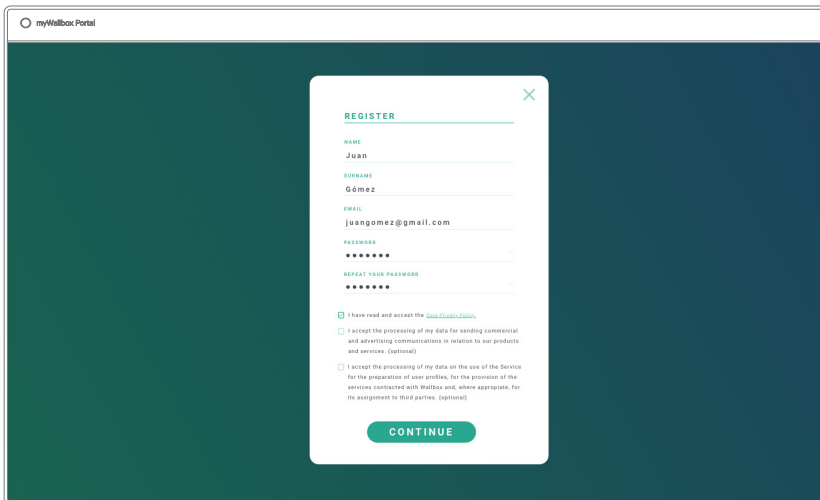 myWallbox Portal
REGISTER
NAME
Juan
SURNAME
Gómez
EMAIL
juangomez@gmail.com
PASSWORD
•••••••
REPEAT YOUR PASSWORD
•••••••
I have read and accept the Data Privacy Policy.
I accept the processing of my data for sending commercial
and advertising communications in relation to our products
and services. (optional)
I accept the processing of my data on the use of the Service
for the preparation of user profiles, for the provision of the
services contracted with Wallbox and, where appropiate, for
its assignment to third parties. (optional)
CONTINUE